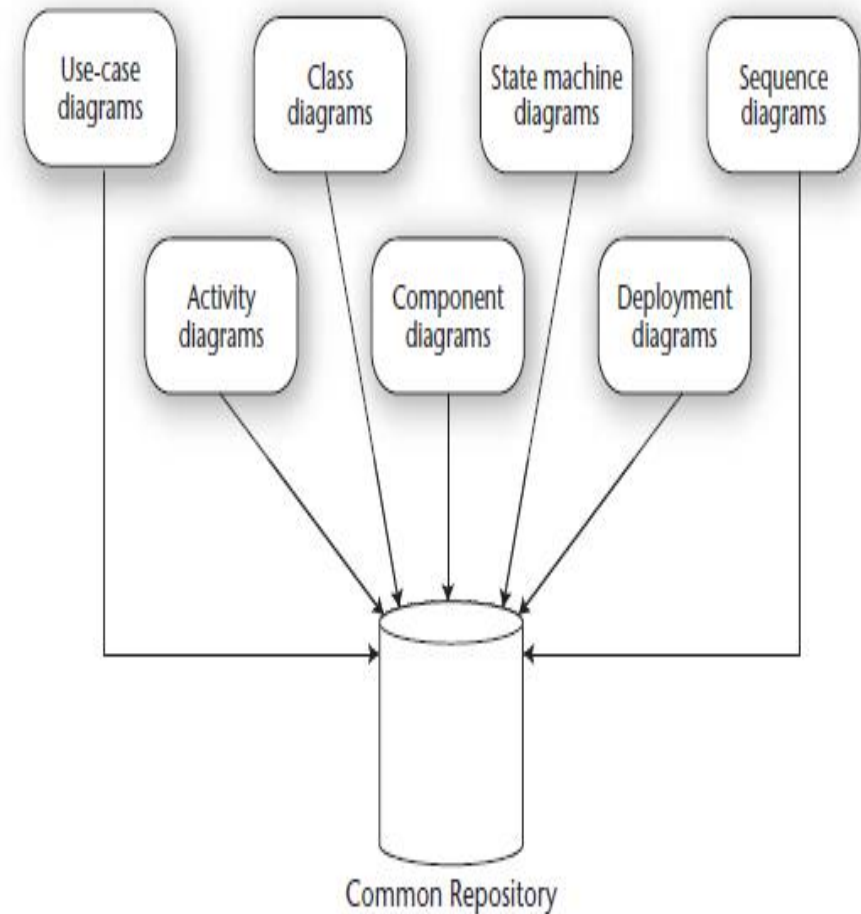 Use-case
diagrams
Class
diagrams
State machine
diagrams
Sequence
diagrams
Activity
diagrams
Component
diagrams
Deployment
diagrams
Common Repository